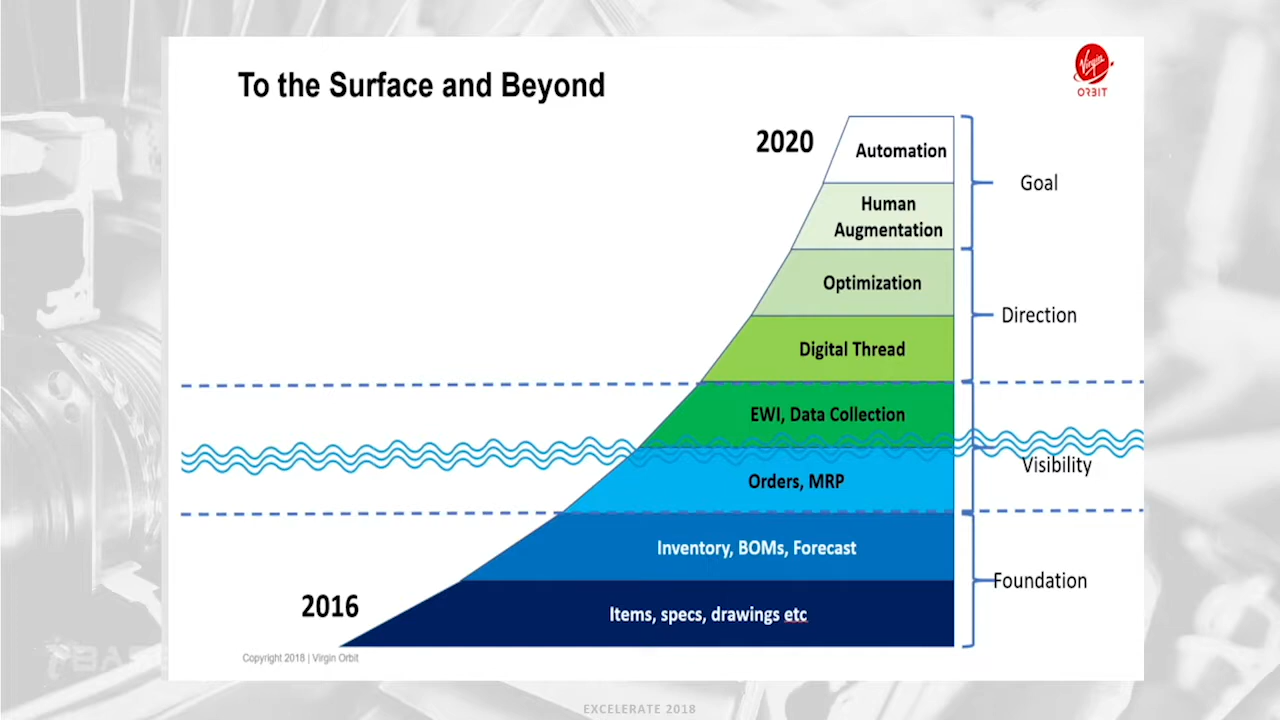 To the Surface and Beyond
Virgin
ORBIT
2020
Automation
Goal
Human
Augmentation
Optimization
Direction
Digital Thread
EWI, Data Collection
Visibility
Orders, MRP
Inventory, BOMs, Forecast
Foundation
2016
Items, specs, drawings etc
Copyright 2018 | Virgin Orbit
EXCELERATE 2018